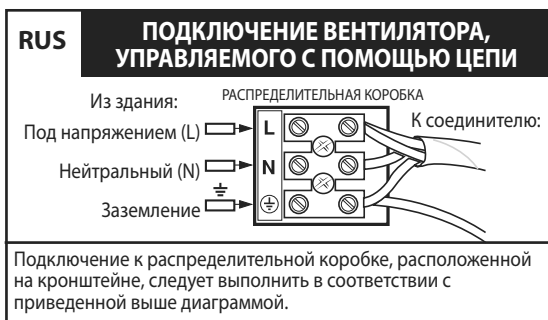 RUS
ПОДКЛЮЧЕНИЕ ВЕНТИЛЯТОРА,
УПРАВЛЯЕМОГО С ПОМОЩЬЮ ЦЕПИ
Из здания:
РАСПРЕДЕЛИТЕЛЬНАЯ КОРОБКА
К соединителю:
Под напряжением (L)
L
Нейтральный (N)
N
Заземление
Подключение к распределительной коробке, расположенной
на кронштейне, следует выполнить в соответствии с
приведенной выше диаграммой.